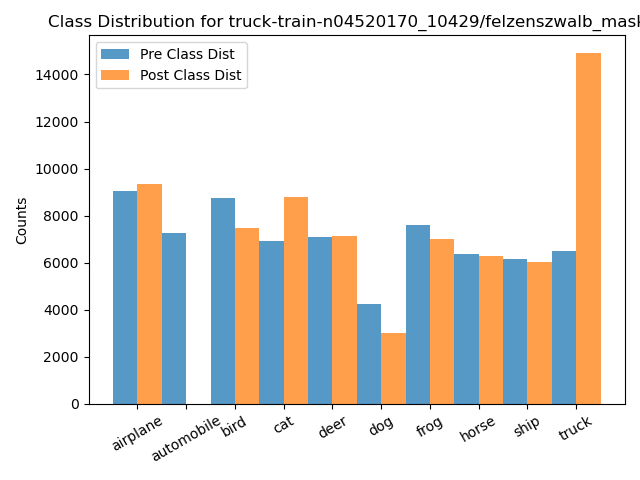 Class Distribution for truck-train-n04520170_10429/felzenszwalb_mas
Pre Class Dist
Post Class Dist
Counts
14000
12000
10000
8000
6000
4000
2000
0
airplane
automobile
bird
cat
deer
dog
frog
horse
ship
truck